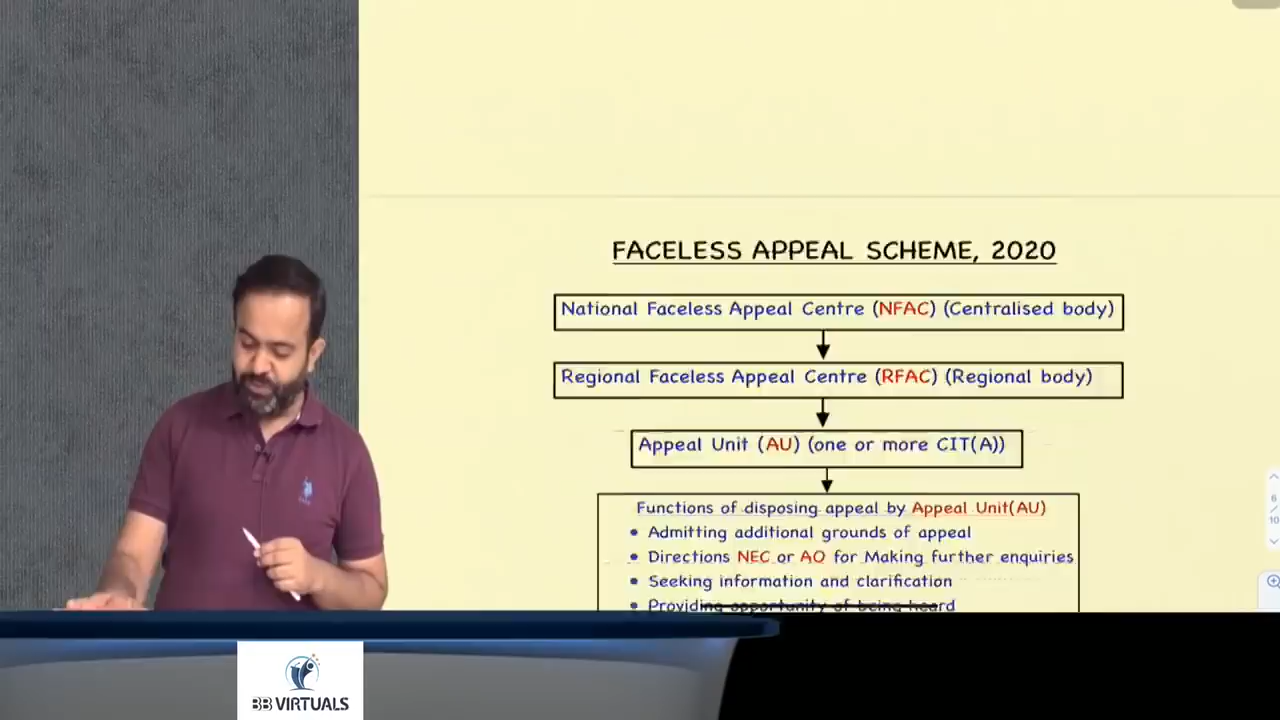 FACELESS APPEAL SCHEME, 2020
National Faceless Appeal Centre (NFAC) (Centralised body)
Regional Faceless Appeal Centre (RFAC) (Regional body)
Appeal Unit (AU) (one or more CIT(A))
Functions of disposing appeal by Appeal Unit(AU)
• Admitting additional grounds of appeal
• Directions NEC or AO for Making further enquiries
• Seeking information and clarification
• Providing opportunity of being heard
6
/
10
BB VIRTUALS